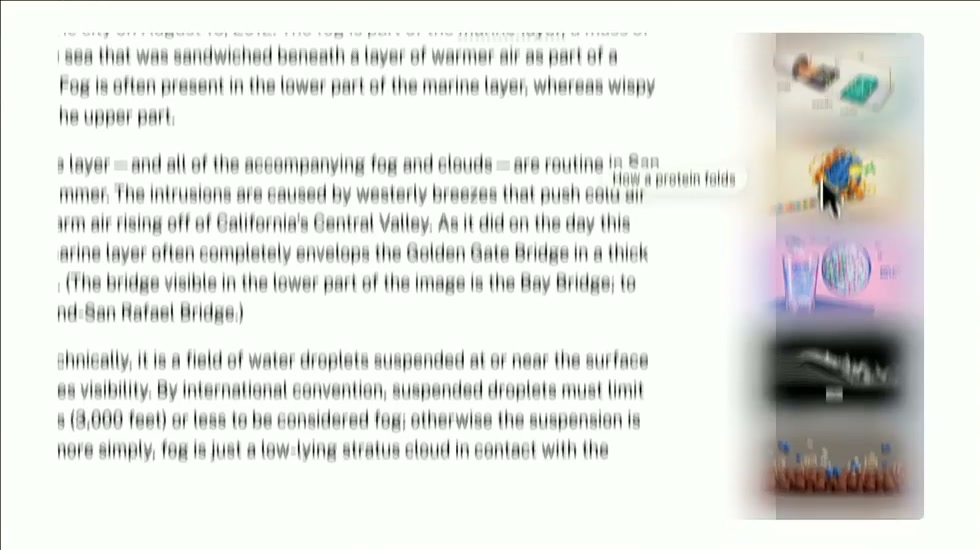 sea that was sandwiched beneath a layer of warmer air as part of a
Fog is often present in the lower part of the marine layer, whereas wispy
he upper part.
layer — and all of the accompanying fog and clouds — are routine in San
mmer. The intrusions are caused by westerly breezes that push cold air
arm air rising off of California's Central Valley. As it did on the day this
arine layer often completely envelops the Golden Gate Bridge in a thick
. (The bridge visible in the lower part of the image is the Bay Bridge; to
nd-San Rafael Bridge.)
chnically, it is a field of water droplets suspended at or near the surface
es visibility. By international convention, suspended droplets must limit
s (3,000 feet) or less to be considered fog; otherwise the suspension is
more simply, fog is just a low-lying stratus cloud in contact with the
How a protein folds